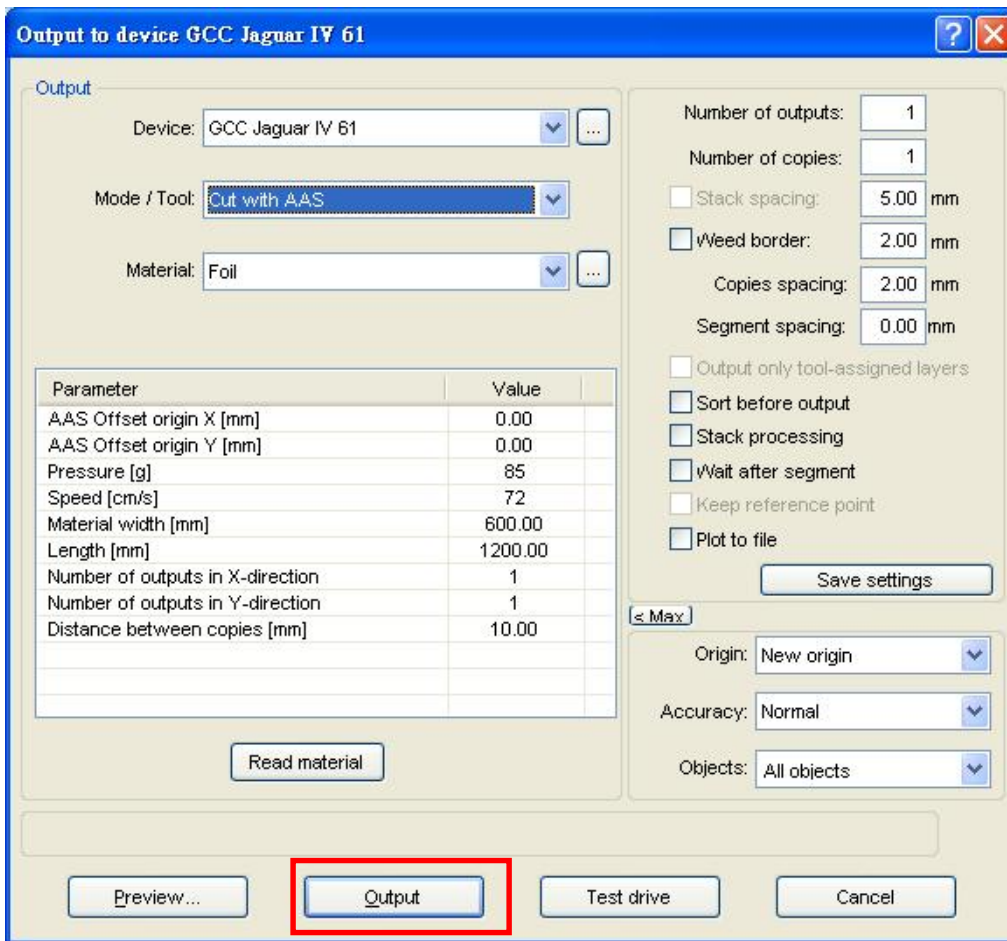 Output to device GCC Jaguar IV 61
Output
Device: GCC Jaguar IV 61 ...
Mode / Tool: Cut with AAS
Material: Foil ...
Parameter Value
AAS Offset origin X [mm] 0.00
AAS Offset origin Y [mm] 0.00
Pressure [g] 85
Speed [cm/s] 72
Material width [mm] 600.00
Length [mm] 1200.00
Number of outputs in X-direction 1
Number of outputs in Y-direction 1
Distance between copies [mm] 10.00
Read material
Number of outputs: 1
Number of copies: 1
Stack spacing: 5.00 mm
Weed border: 2.00 mm
Copies spacing: 2.00 mm
Segment spacing: 0.00 mm
Output only tool-assigned layers
Sort before output
Stack processing
Wait after segment
Keep reference point
Plot to file
Save settings
< Max
Origin: New origin
Accuracy: Normal
Objects: All objects
Preview... Output Test drive Cancel